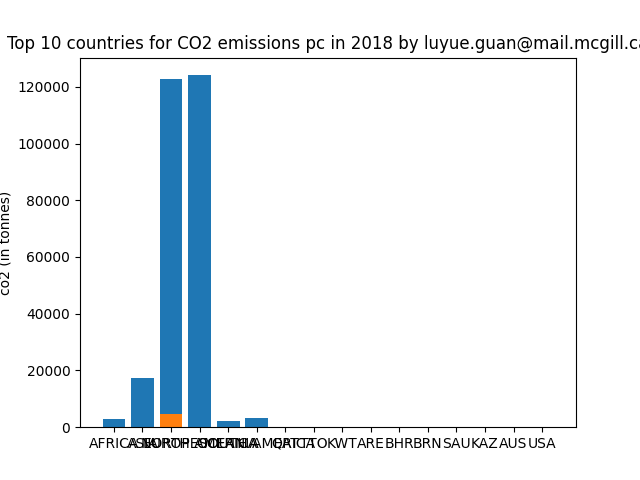 Top 10 countries for CO2 emissions pc in 2018 by luyue.guan@mail.mcgill.ca
120000
100000
80000
60000
40000
20000
0
co2 (in tonnes)
AFRICA QAT TTO KWT ARE BHR BRN SAU KAZ AUS USA